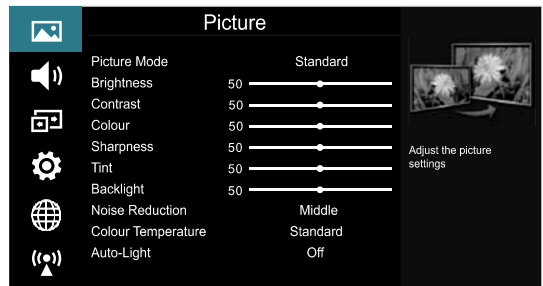 Picture
Picture Mode Standard
Brightness 50
Contrast 50
Colour 50
Sharpness 50
Tint 50
Backlight 50
Noise Reduction Middle
Colour Temperature Standard
Auto-Light Off
Adjust the picture
settings